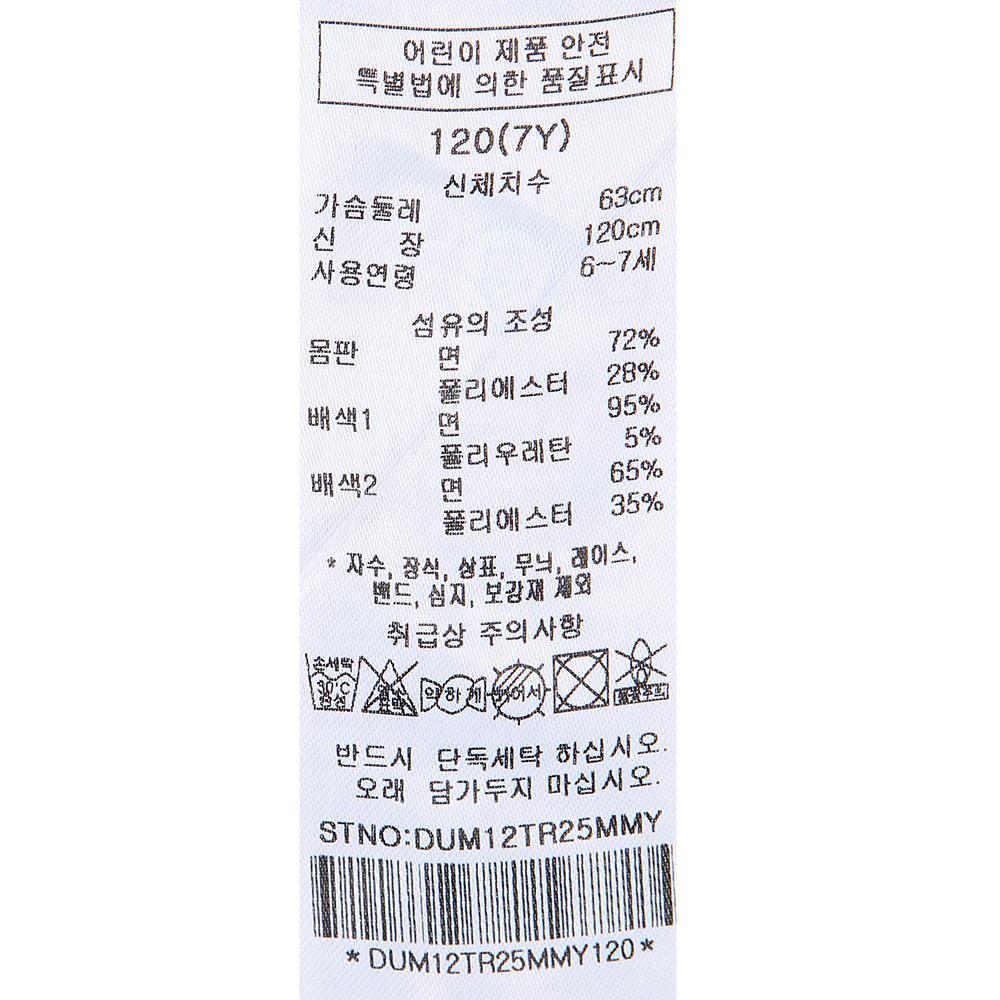 어린이 제품 안전
특별법에 의한 품질표시
120(7Y)
신체치수
가슴둘레 63cm
신 장 120cm
사용연령 6~7세
섬유의 조성
몸판 면 72%
폴리에스터 28%
배색1 면 95%
폴리우레탄 5%
배색2 면 65%
폴리에스터 35%
* 자수, 장식, 상표, 무늬, 레이스,
밴드, 심지, 보강재 제외
취급상 주의사항
손세탁 30℃ 중성 염소 표백 약하게 뉘어서
반드시 단독세탁 하십시오.
오래 담가두지 마십시오.
STNO:DUM12TR25MMY
*DUM12TR25MMY120*